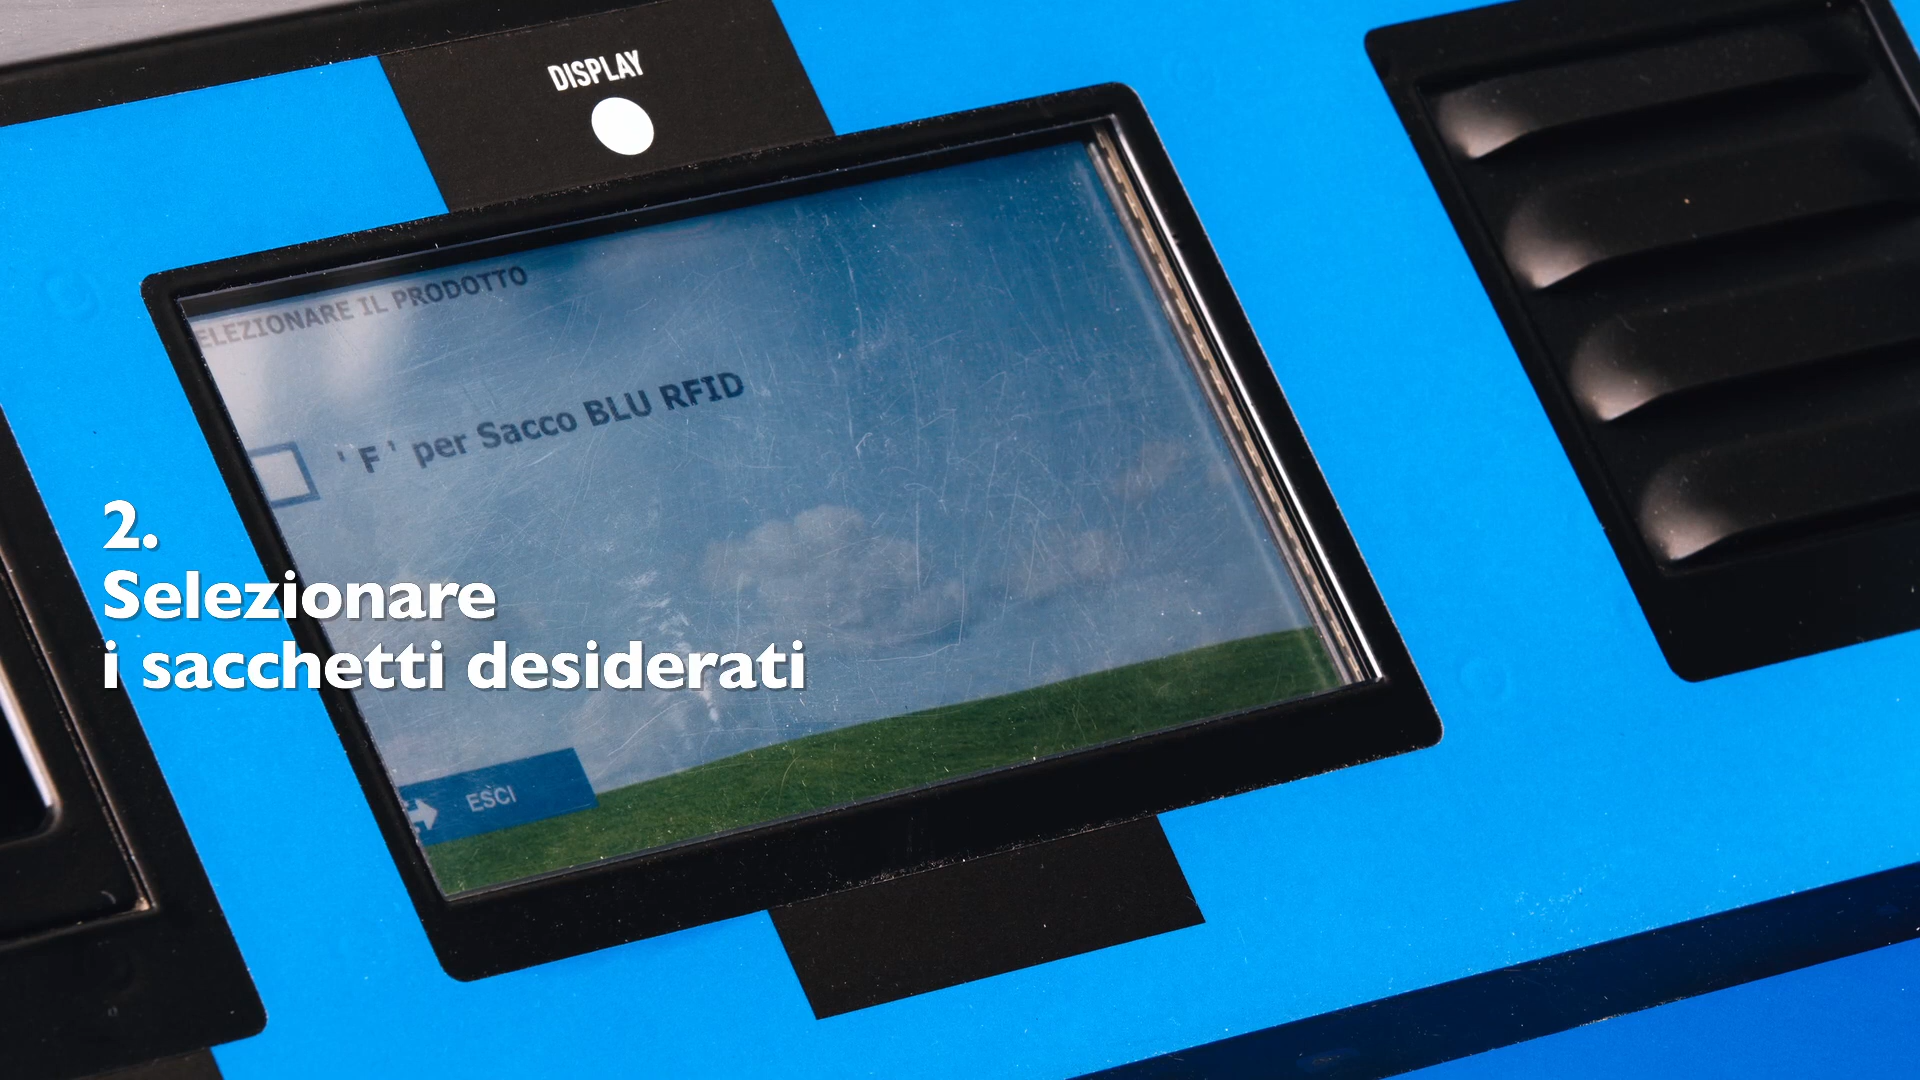 DISPLAY
ELEZIONARE IL PRODOTTO
' F ' per Sacco BLU RFID
2.
Selezionare
i sacchetti desiderati
ESCI